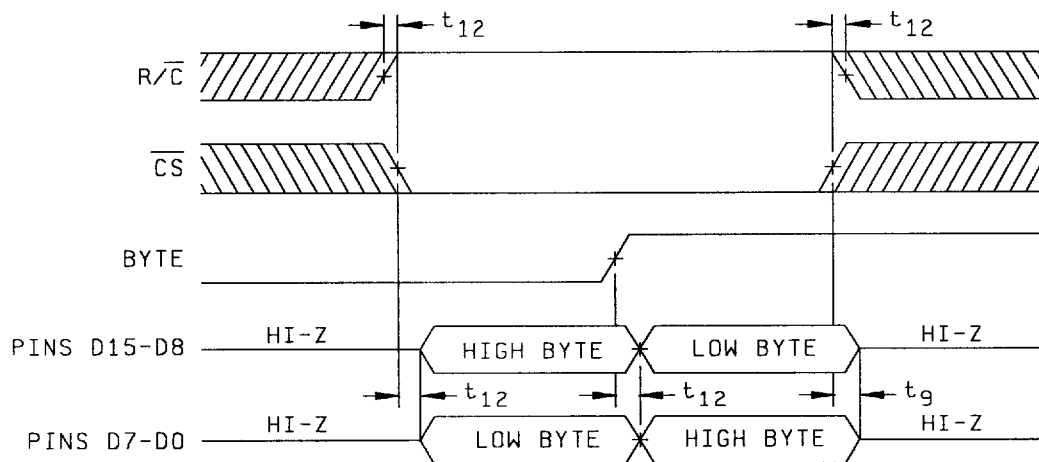 t12 t12
R/C̅
C̅S̅
BYTE
PINS D15-D8 HI-Z HIGH BYTE LOW BYTE HI-Z
t12 t12 t9
PINS D7-D0 HI-Z LOW BYTE HIGH BYTE HI-Z